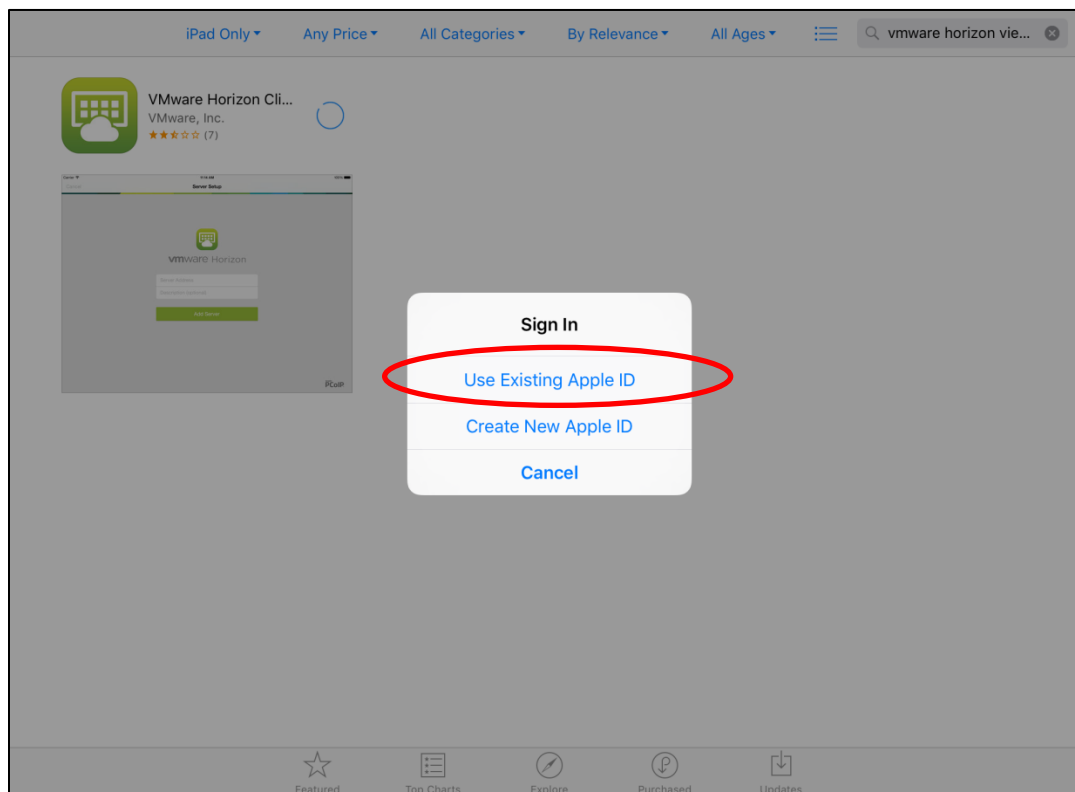 iPad Only ▾ Any Price ▾ All Categories ▾ By Relevance ▾ All Ages ▾ vmware horizon vie...
VMware Horizon Cli...
VMware, Inc.
(7)
Server Setup
vmware Horizon
Add Server
PCoIP
Sign In
Use Existing Apple ID
Create New Apple ID
Cancel
Featured Top Charts Explore Purchased Updates